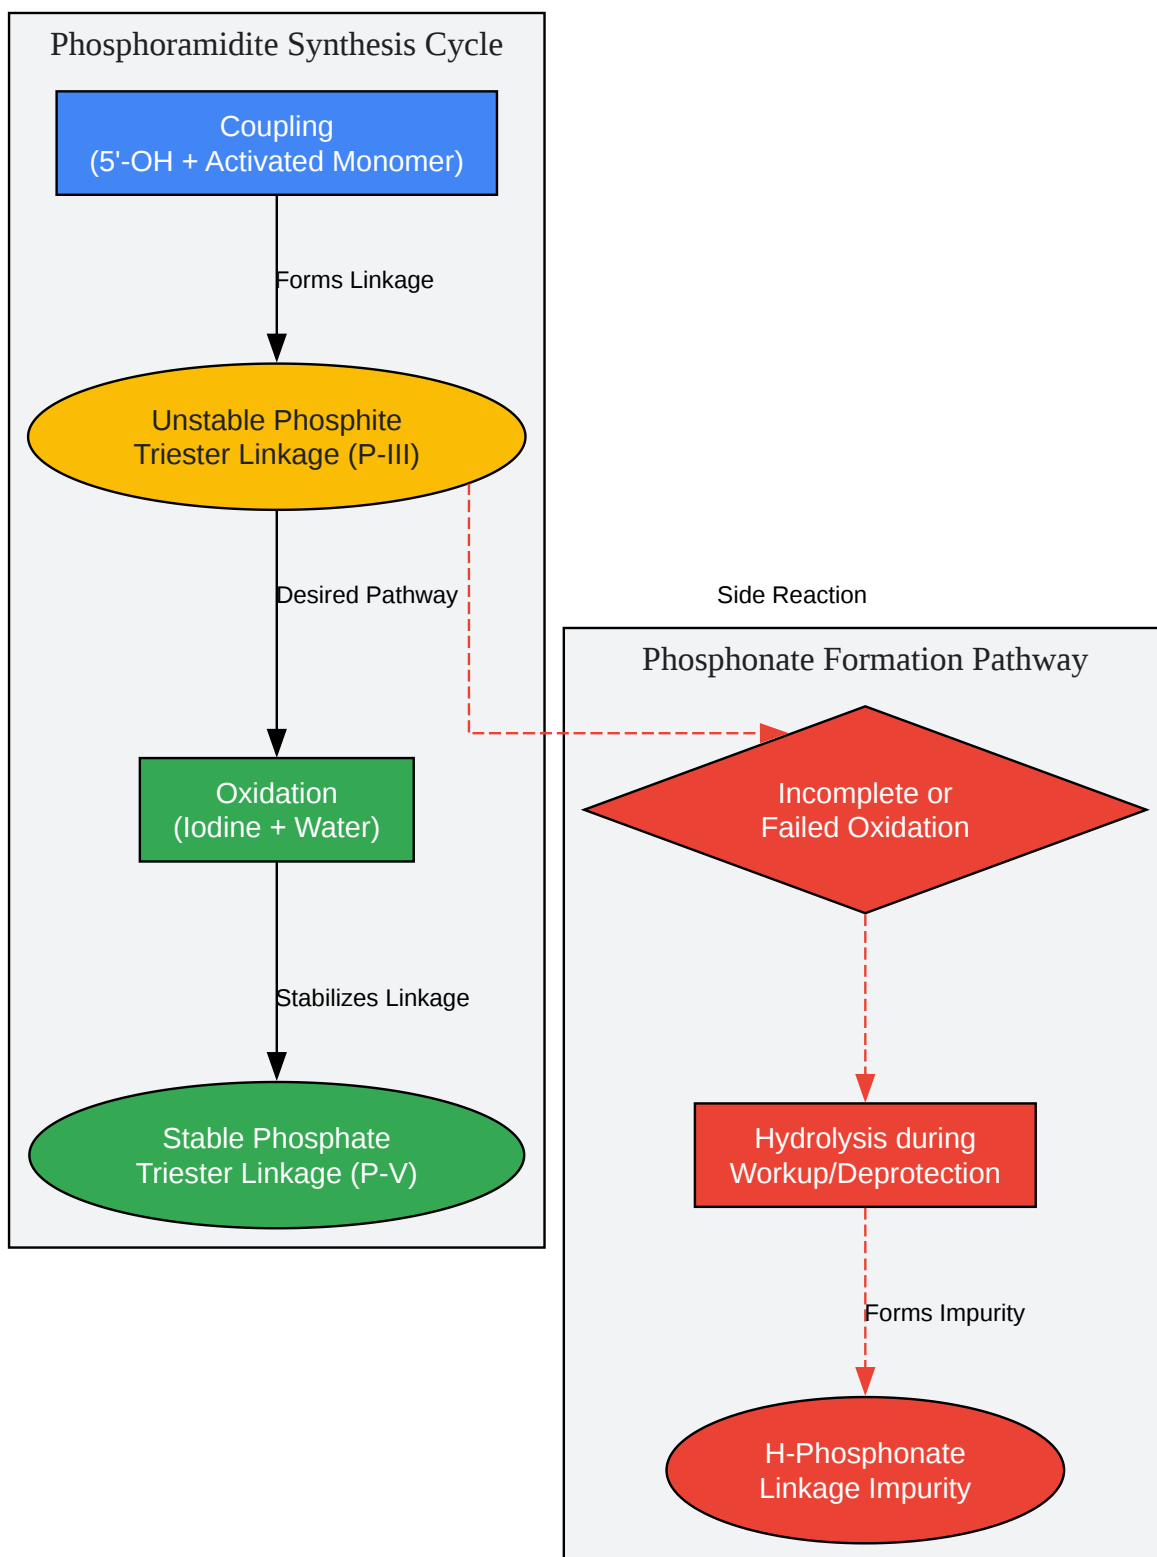 Phosphoramidite Synthesis Cycle
Coupling
(5'-OH + Activated Monomer)
Forms Linkage
Unstable Phosphite
Triester Linkage (P-III)
Desired Pathway
Oxidation
(Iodine + Water)
Stabilizes Linkage
Stable Phosphate
Triester Linkage (P-V)
Side Reaction
Phosphonate Formation Pathway
Incomplete or
Failed Oxidation
Hydrolysis during
Workup/Deprotection
Forms Impurity
H-Phosphonate
Linkage Impurity